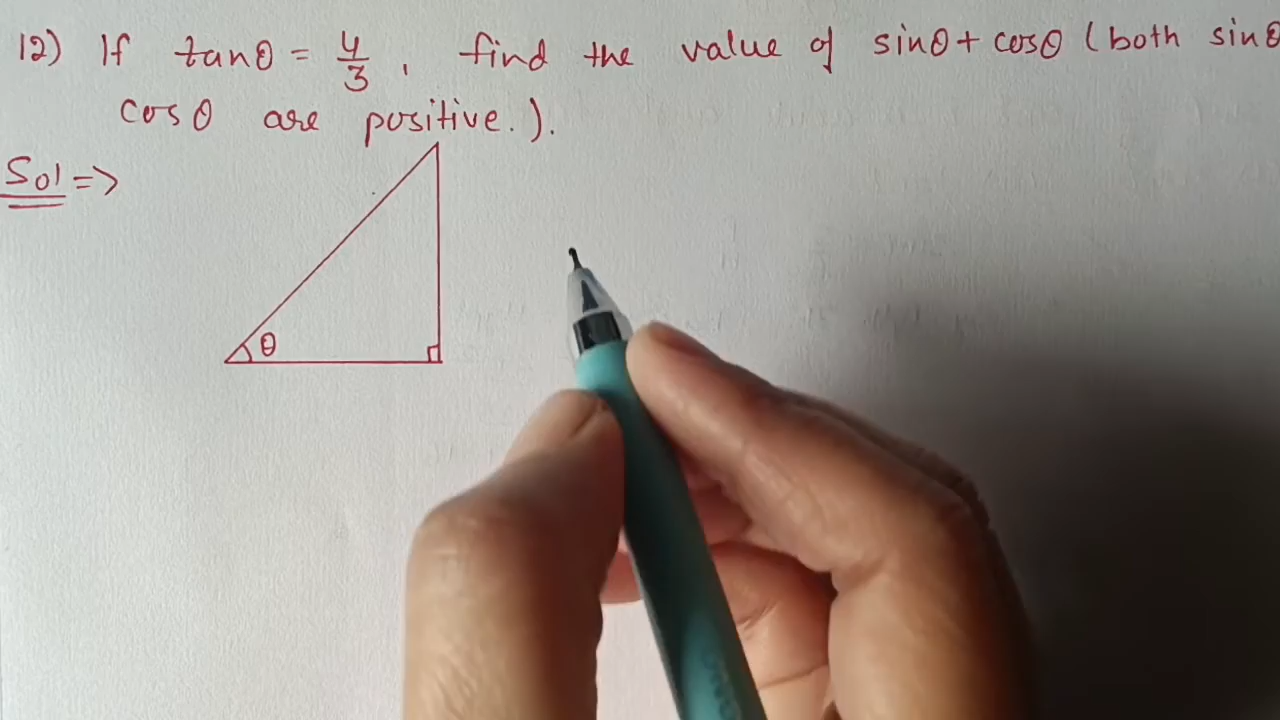 12) If tanθ = 4/3, find the value of sinθ + cosθ (both sinθ
cosθ are positive.).
Sol =>
θ